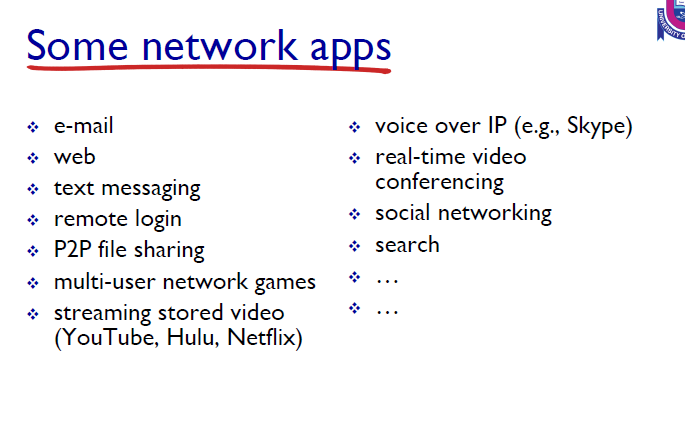 Some network apps
e-mail
web
text messaging
remote login
P2P file sharing
multi-user network games
streaming stored video
(YouTube, Hulu, Netflix)
voice over IP (e.g., Skype)
real-time video
conferencing
social networking
search
…
…